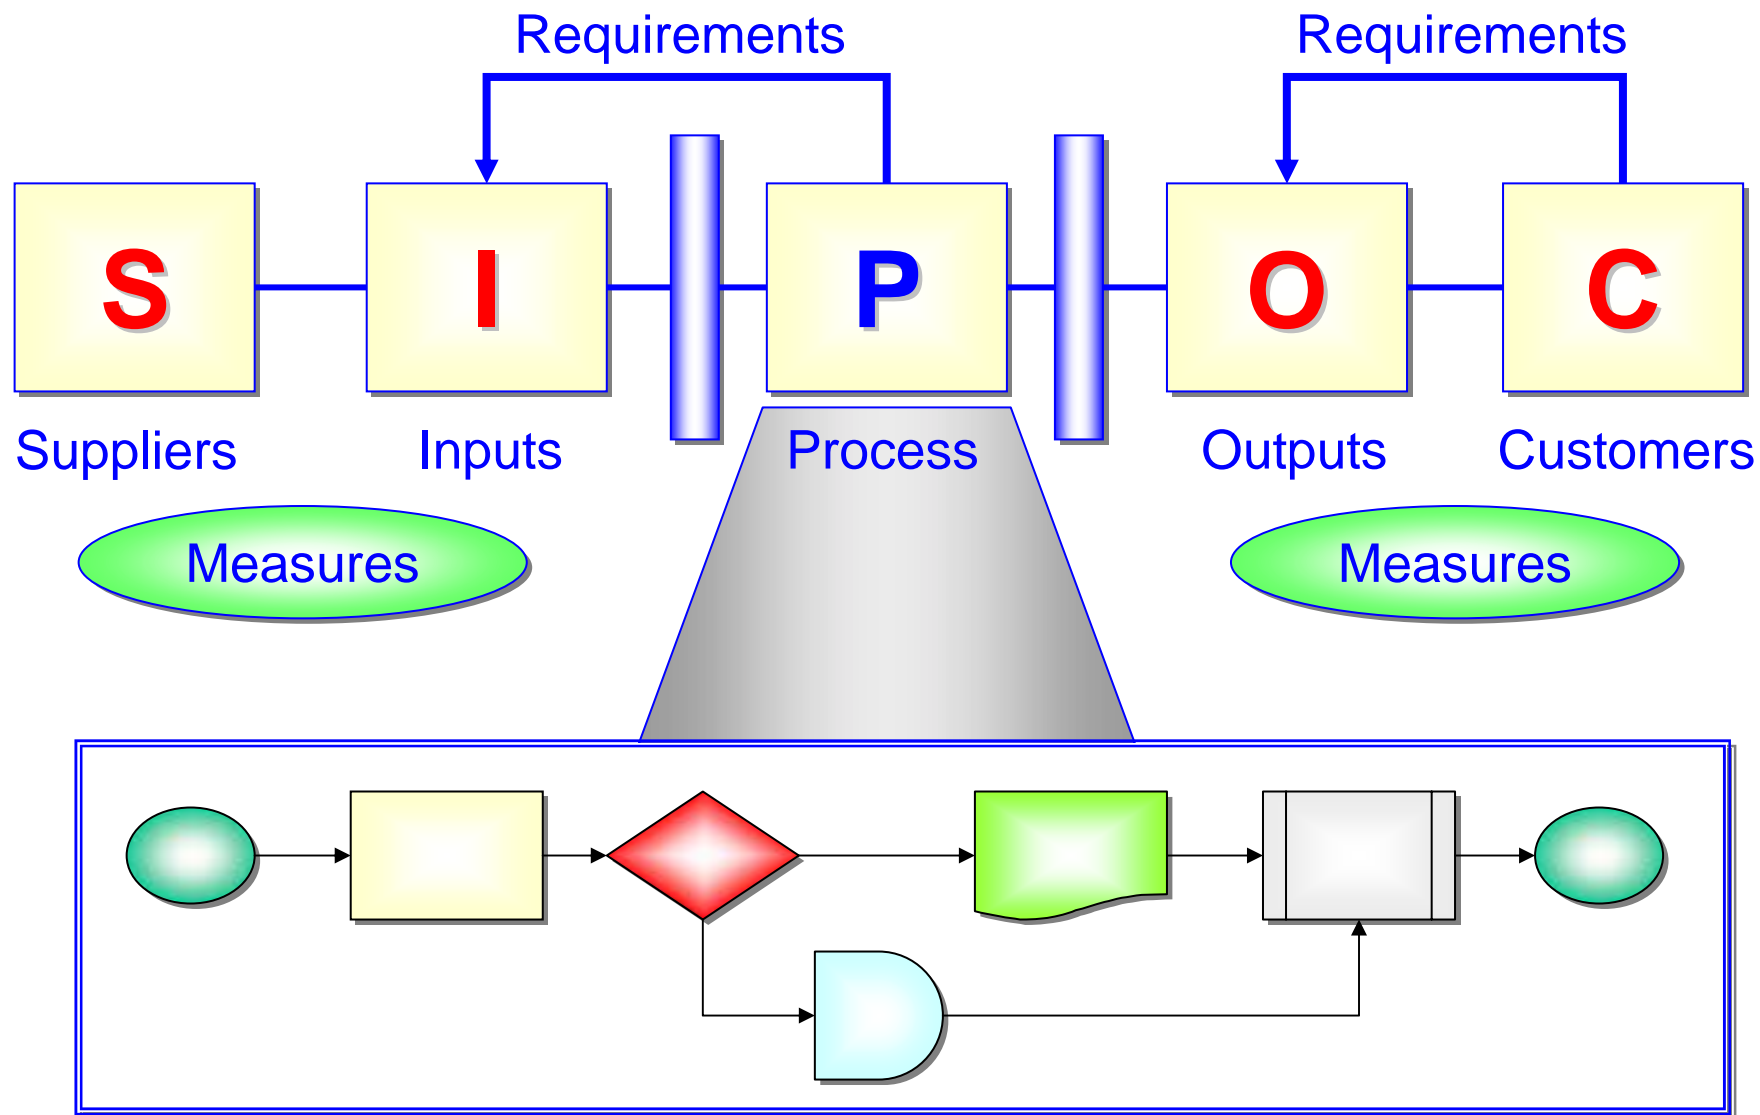 Requirements Requirements
S I P O C
Suppliers Inputs Process Outputs Customers
Measures Measures